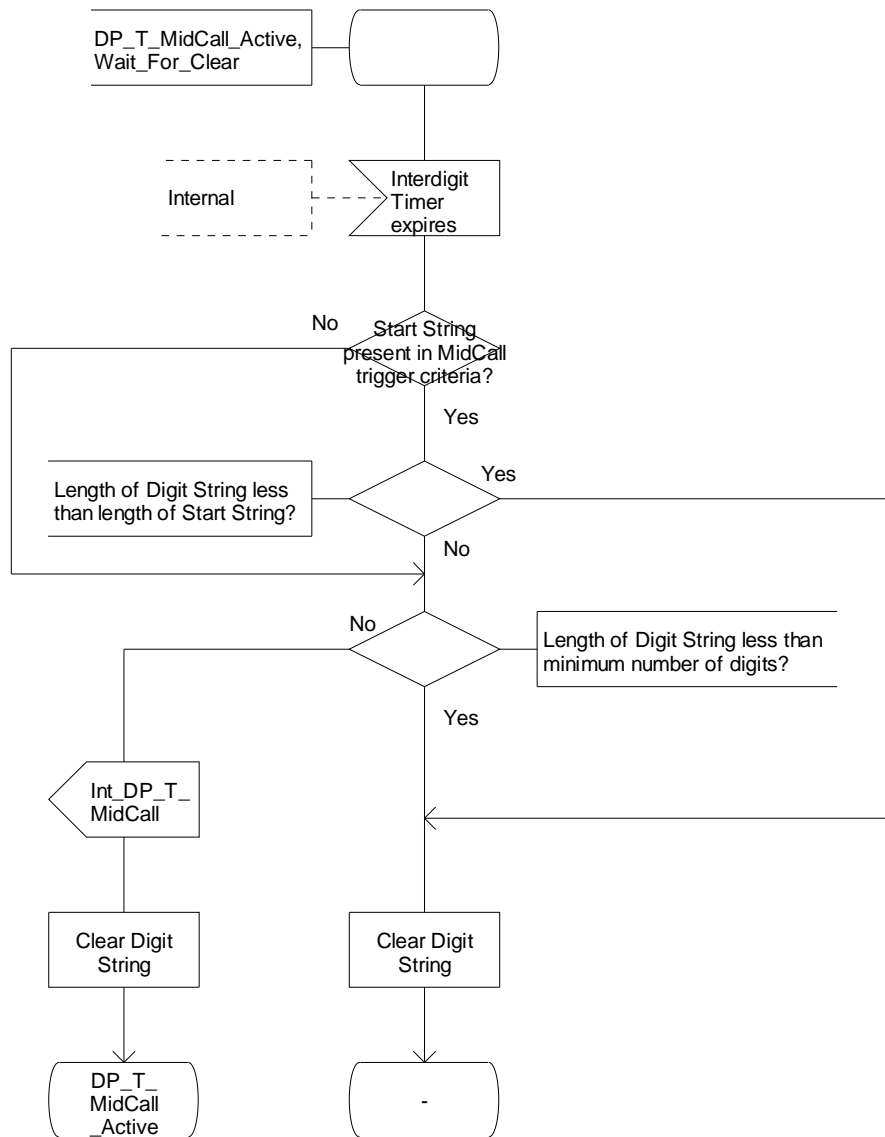 DP_T_MidCall_Active,
Wait_For_Clear
Internal
Interdigit
Timer
expires
No
Start String
present in MidCall
trigger criteria?
Yes
Length of Digit String less
than length of Start String?
Yes
No
No
Length of Digit String less than
minimum number of digits?
Yes
Int_DP_T_
MidCall
Clear Digit
String
Clear Digit
String
DP_T_
MidCall
_Active
-